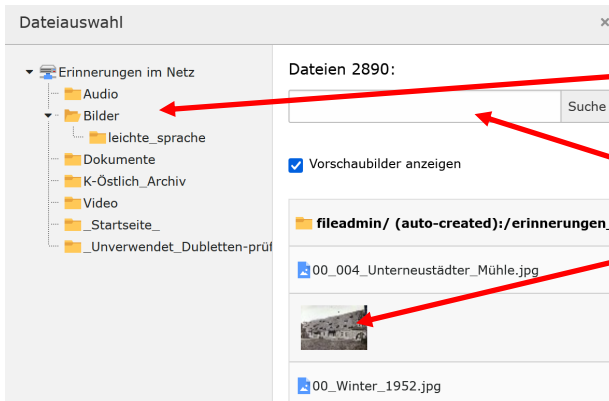 Dateiauswahl
Erinnerungen im Netz
Audio
Bilder
leichte_sprache
Dokumente
K-Östlich_Archiv
Video
_Startseite_
_Unverwendet_Dubletten-prüf
Dateien 2890:
Suche
Vorschaubilder anzeigen
fileadmin/ (auto-created):/erinnerungen_
00_004_Unterneustädter_Mühle.jpg
00_Winter_1952.jpg